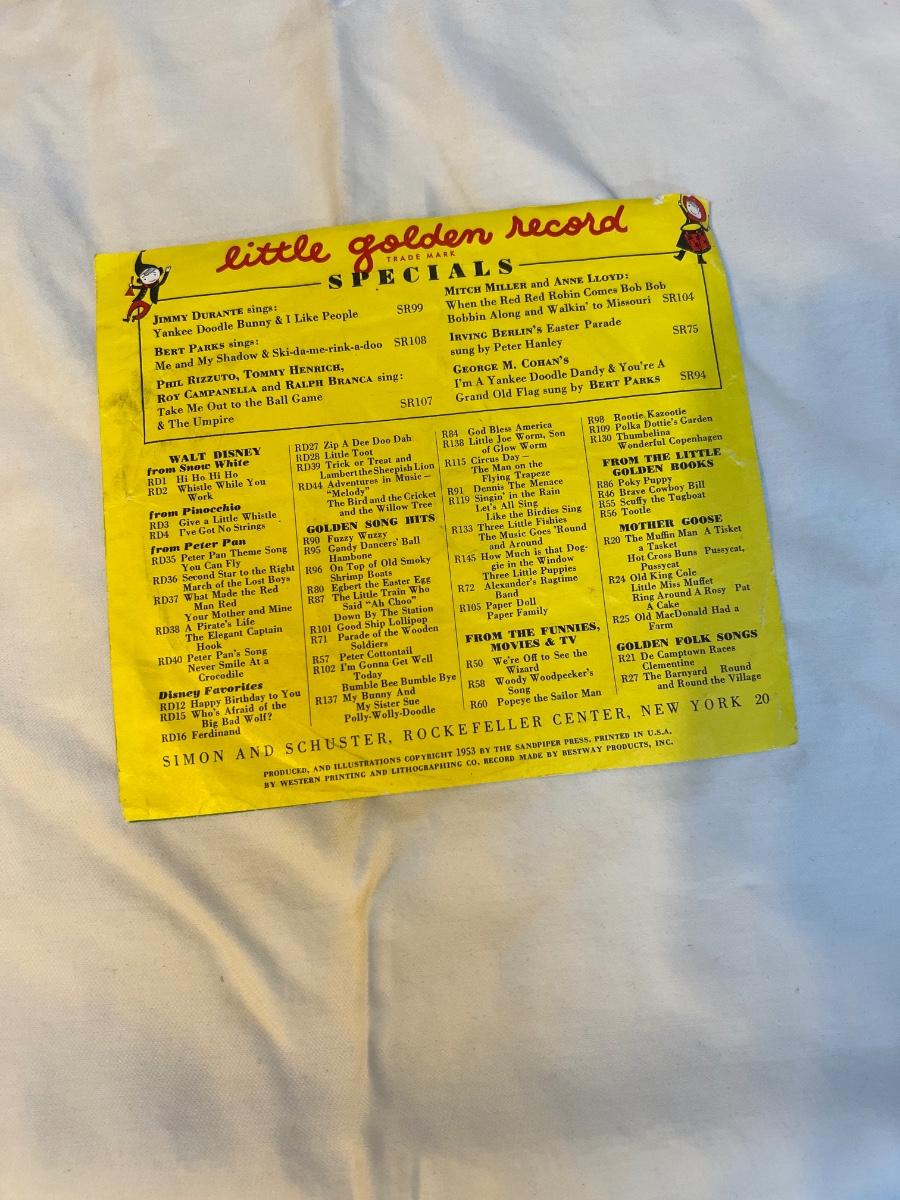 little golden record
TRADE MARK
SPECIALS
JIMMY DURANTE sings:
Yankee Doodle Bunny & I Like People SR99
BERT PARKS sings:
Me and My Shadow & Ski-da-me-rink-a-doo SR108
PHIL RIZZUTO, TOMMY HENRICH,
ROY CAMPANELLA and RALPH BRANCA sing:
Take Me Out to the Ball Game
& The Umpire SR107
MITCH MILLER and ANNE LLOYD:
When the Red Red Robin Comes Bob Bob
Bobbin Along and Walkin' to Missouri SR104
IRVING BERLIN'S Easter Parade
sung by Peter Hanley SR75
GEORGE M. COHAN'S
I'm A Yankee Doodle Dandy & You're A
Grand Old Flag sung by BERT PARKS SR94
WALT DISNEY
from Snow White
RD1 Hi Ho Hi Ho
RD2 Whistle While You
Work
from Pinocchio
RD3 Give a Little Whistle
RD4 I've Got No Strings
from Peter Pan
RD35 Peter Pan Theme Song
You Can Fly
RD36 Second Star to the Right
March of the Lost Boys
RD37 What Made the Red
Man Red
Your Mother and Mine
RD38 A Pirate's Life
The Elegant Captain
Hook
RD40 Peter Pan's Song
Never Smile At a
Crocodile
Disney Favorites
RD12 Happy Birthday to You
RD15 Who's Afraid of the
Big Bad Wolf?
RD16 Ferdinand
RD27 Zip A Dee Doo Dah
RD28 Little Toot
RD39 Trick or Treat and
Lambert the Sheepish Lion
RD44 Adventures in Music—
"Melody"
The Bird and the Cricket
and the Willow Tree
GOLDEN SONG HITS
R90 Fuzzy Wuzzy
R95 Gandy Dancers' Ball
Hambone
R96 On Top of Old Smoky
Shrimp Boats
R80 Egbert the Easter Egg
R87 The Little Train Who
Said "Ah Choo"
Down By The Station
R101 Good Ship Lollipop
R71 Parade of the Wooden
Soldiers
R57 Peter Cottontail
R102 I'm Gonna Get Well
Today
Bumble Bee Bumble Bye
R137 My Bunny And
My Sister Sue
Polly-Wolly-Doodle
R84 God Bless America
R138 Little Joe Worm, Son
of Glow Worm
R115 Circus Day—
The Man on the
Flying Trapeze
R91 Dennis The Menace
R119 Singin' in the Rain
Let's All Sing
Like the Birdies Sing
R133 Three Little Fishies
The Music Goes 'Round
and Around
R145 How Much is that Dog-
gie in the Window
Three Little Puppies
R72 Alexander's Ragtime
Band
R105 Paper Doll
Paper Family
FROM THE FUNNIES,
MOVIES & TV
R50 We're Off to See the
Wizard
R58 Woody Woodpecker's
Song
R60 Popeye the Sailor Man
R98 Rootie Kazootie
R109 Polka Dottie's Garden
R130 Thumbelina
Wonderful Copenhagen
FROM THE LITTLE
GOLDEN BOOKS
R86 Poky Puppy
R46 Brave Cowboy Bill
R55 Scuffy the Tugboat
R56 Tootle
MOTHER GOOSE
R20 The Muffin Man A Tisket
a Tasket
Hot Cross Buns Pussycat,
Pussycat
R24 Old King Cole
Little Miss Muffet
Ring Around A Rosy Pat
A Cake
R25 Old MacDonald Had a
Farm
GOLDEN FOLK SONGS
R21 De Camptown Races
Clementine
R27 The Barnyard Round
and Round the Village
SIMON AND SCHUSTER, ROCKEFELLER CENTER, NEW YORK 20
PRODUCED, AND ILLUSTRATIONS COPYRIGHT 1953 BY THE SANDPIPER PRESS. PRINTED IN U.S.A.
BY WESTERN PRINTING AND LITHOGRAPHING CO. RECORD MADE BY BESTWAY PRODUCTS, INC.